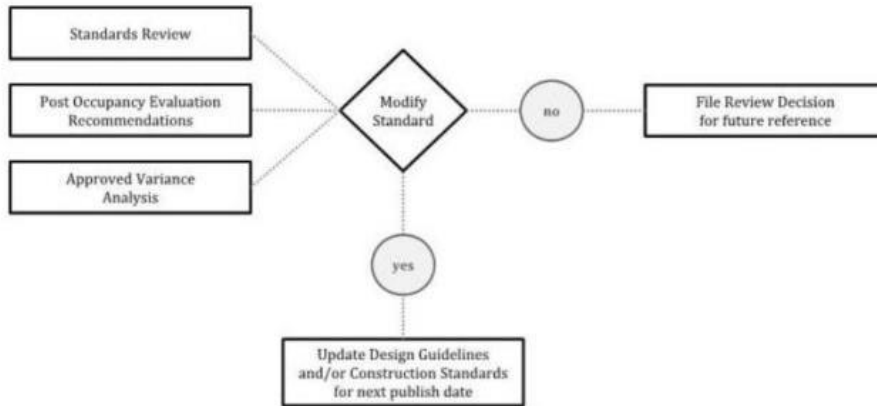 Standards Review
Post Occupancy Evaluation
Recommendations
Approved Variance
Analysis
Modify
Standard
no
File Review Decision
for future reference
yes
Update Design Guidelines
and/or Construction Standards
for next publish date